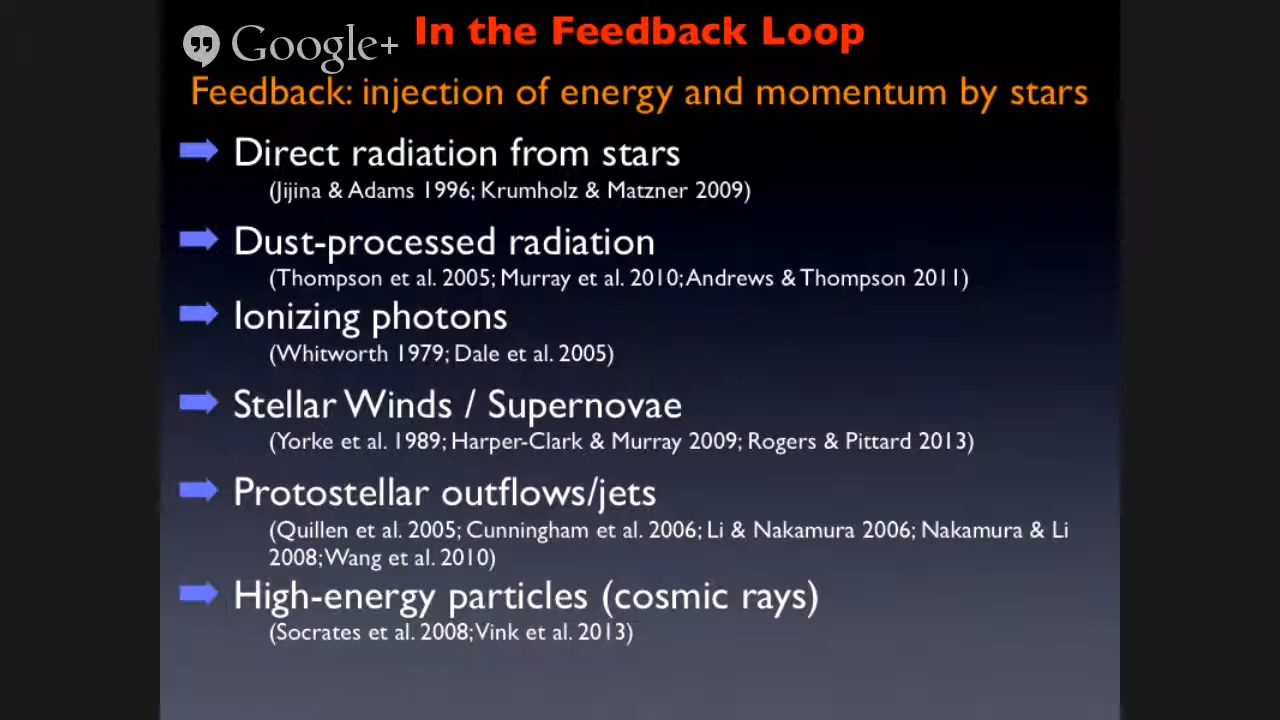 Google+
In the Feedback Loop
Feedback: injection of energy and momentum by stars
Direct radiation from stars
(Jijina & Adams 1996; Krumholz & Matzner 2009)
Dust-processed radiation
(Thompson et al. 2005; Murray et al. 2010; Andrews & Thompson 2011)
Ionizing photons
(Whitworth 1979; Dale et al. 2005)
Stellar Winds / Supernovae
(Yorke et al. 1989; Harper-Clark & Murray 2009; Rogers & Pittard 2013)
Protostellar outflows/jets
(Quillen et al. 2005; Cunningham et al. 2006; Li & Nakamura 2006; Nakamura & Li
2008; Wang et al. 2010)
High-energy particles (cosmic rays)
(Socrates et al. 2008; Vink et al. 2013)